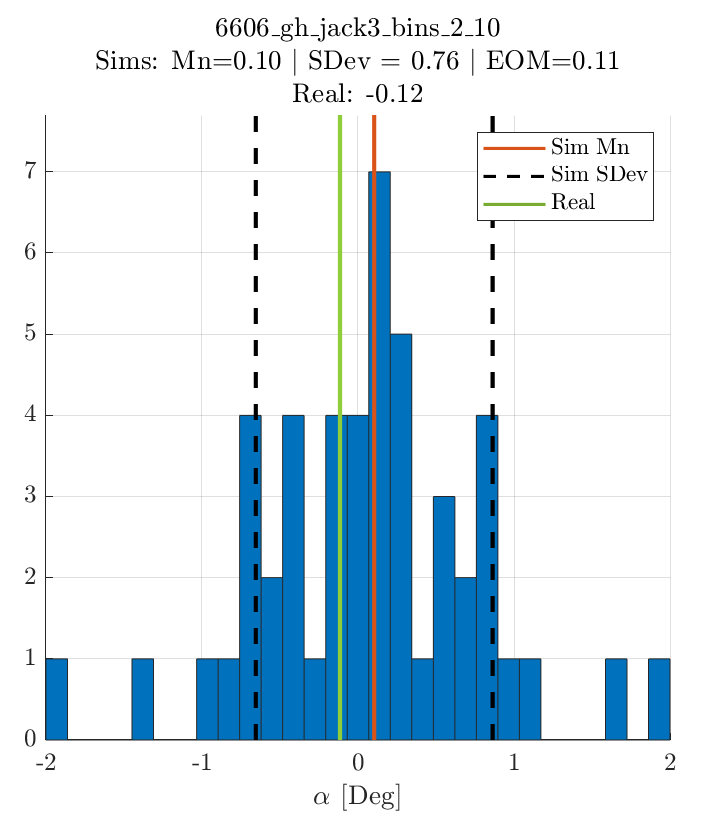 6606_gh_jack3_bins_2_10
Sims: Mn=0.10 | SDev = 0.76 | EOM=0.11
Real: -0.12
Sim Mn
Sim SDev
Real
7
6
5
4
3
2
1
0
-2 -1 0 1 2
α [Deg]